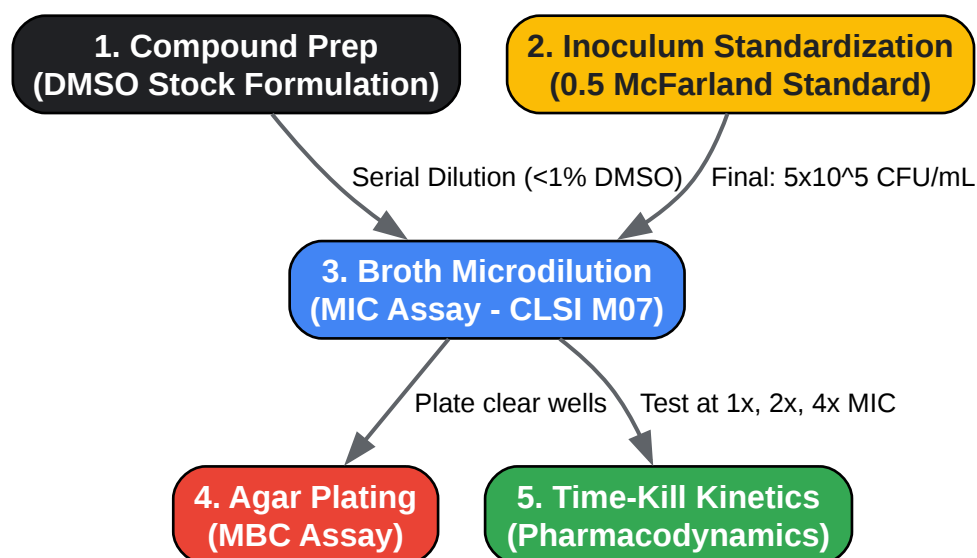 1. Compound Prep
(DMSO Stock Formulation)
2. Inoculum Standardization
(0.5 McFarland Standard)
Serial Dilution (<1% DMSO)
Final: 5x10^5 CFU/mL
3. Broth Microdilution
(MIC Assay - CLSI M07)
Plate clear wells
Test at 1x, 2x, 4x MIC
4. Agar Plating
(MBC Assay)
5. Time-Kill Kinetics
(Pharmacodynamics)